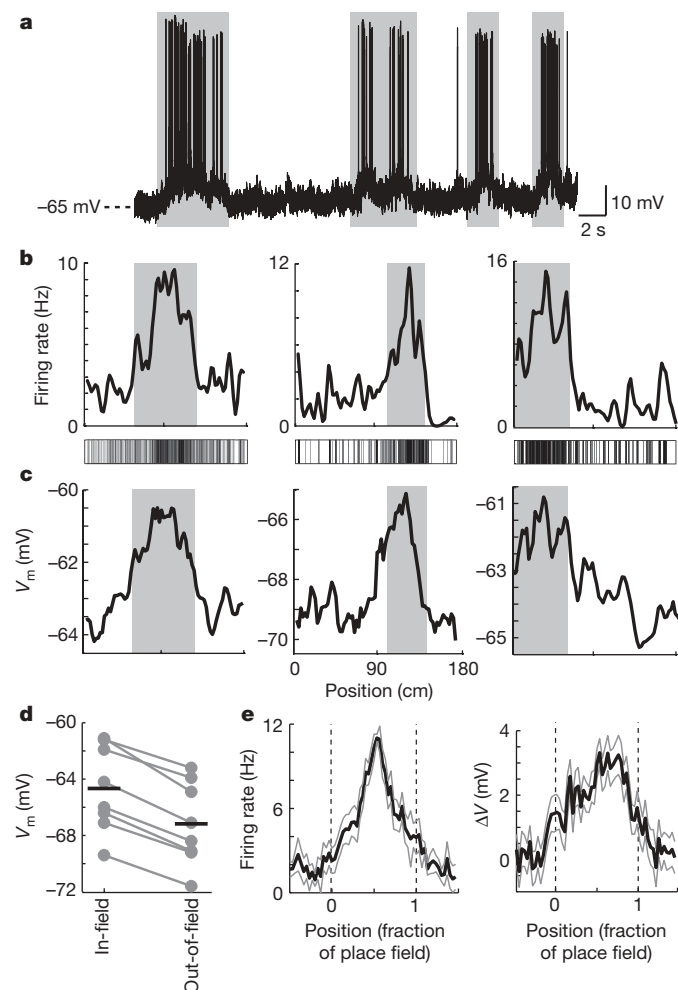 a
–65 mV
10 mV
2 s
b
Firing rate (Hz)
10
0
12
0
16
0
c
Vm (mV)
–60
–62
–64
–66
–68
–70
–61
–63
–65
0
90
180
Position (cm)
d
Vm (mV)
–60
–64
–68
–72
In-field
Out-of-field
e
Firing rate (Hz)
12
6
0
0
1
Position (fraction
of place field)
ΔV (mV)
4
2
0
0
1
Position (fraction
of place field)